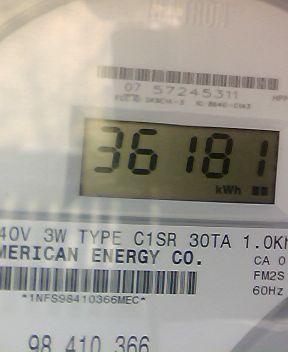 07 57245311
36181
kWh
40V 3W TYPE C1SR 30TA 1.0Kh
MERICAN ENERGY CO.
CA 0
FM2S
60Hz
*1NFS98410366MEC*
98 410 366